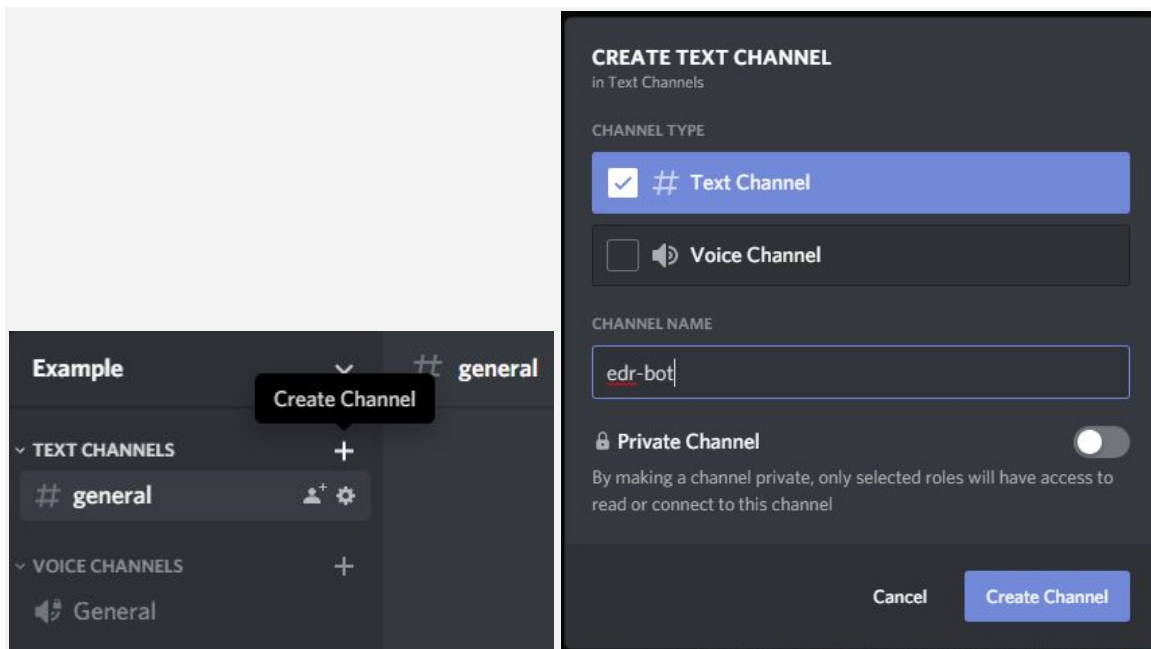 Example
# general
Create Channel
TEXT CHANNELS
# general
VOICE CHANNELS
General
CREATE TEXT CHANNEL
in Text Channels
CHANNEL TYPE
# Text Channel
Voice Channel
CHANNEL NAME
edr-bot
Private Channel
By making a channel private, only selected roles will have access to
read or connect to this channel
Cancel
Create Channel